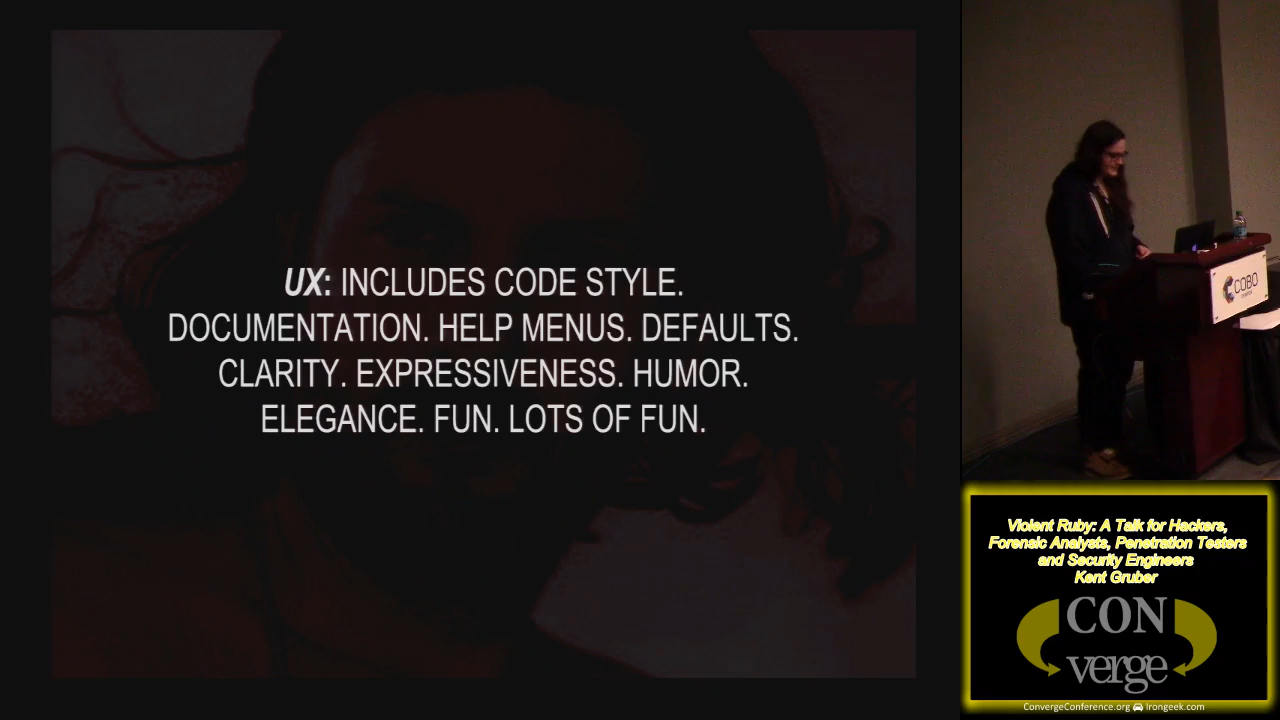 UX: INCLUDES CODE STYLE.
DOCUMENTATION. HELP MENUS. DEFAULTS.
CLARITY. EXPRESSIVENESS. HUMOR.
ELEGANCE. FUN. LOTS OF FUN.
COBO
Violent Ruby: A Talk for Hackers,
Forensic Analysts, Penetration Testers
and Security Engineers
Kent Gruber
CON
verge
ConvergeConference.org Irongeek.com